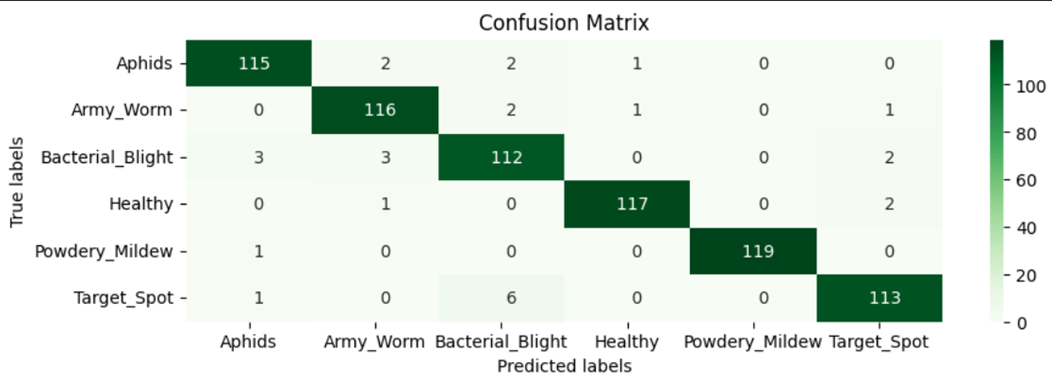 Confusion Matrix
True labels
Aphids 115 2 2 1 0 0
Army_Worm 0 116 2 1 0 1
Bacterial_Blight 3 3 112 0 0 2
Healthy 0 1 0 117 0 2
Powdery_Mildew 1 0 0 0 119 0
Target_Spot 1 0 6 0 0 113
Aphids Army_Worm Bacterial_Blight Healthy Powdery_Mildew Target_Spot
Predicted labels
100
80
60
40
20
0